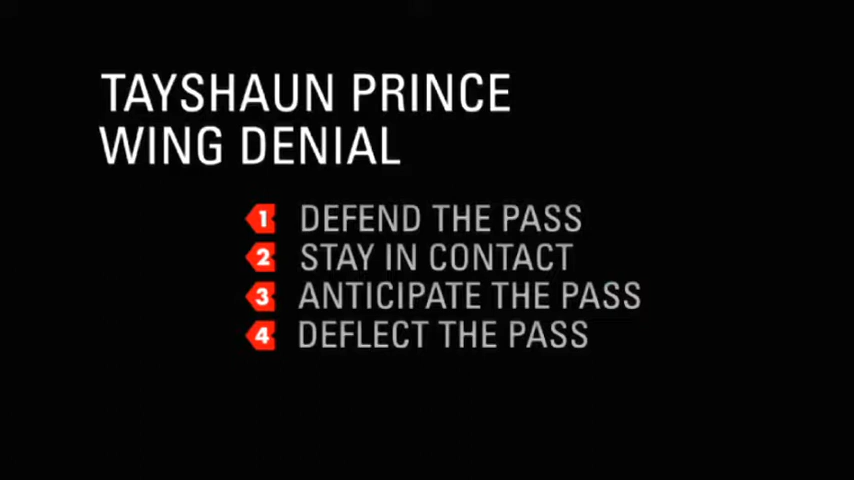 TAYSHAUN PRINCE
WING DENIAL
1 DEFEND THE PASS
2 STAY IN CONTACT
3 ANTICIPATE THE PASS
4 DEFLECT THE PASS